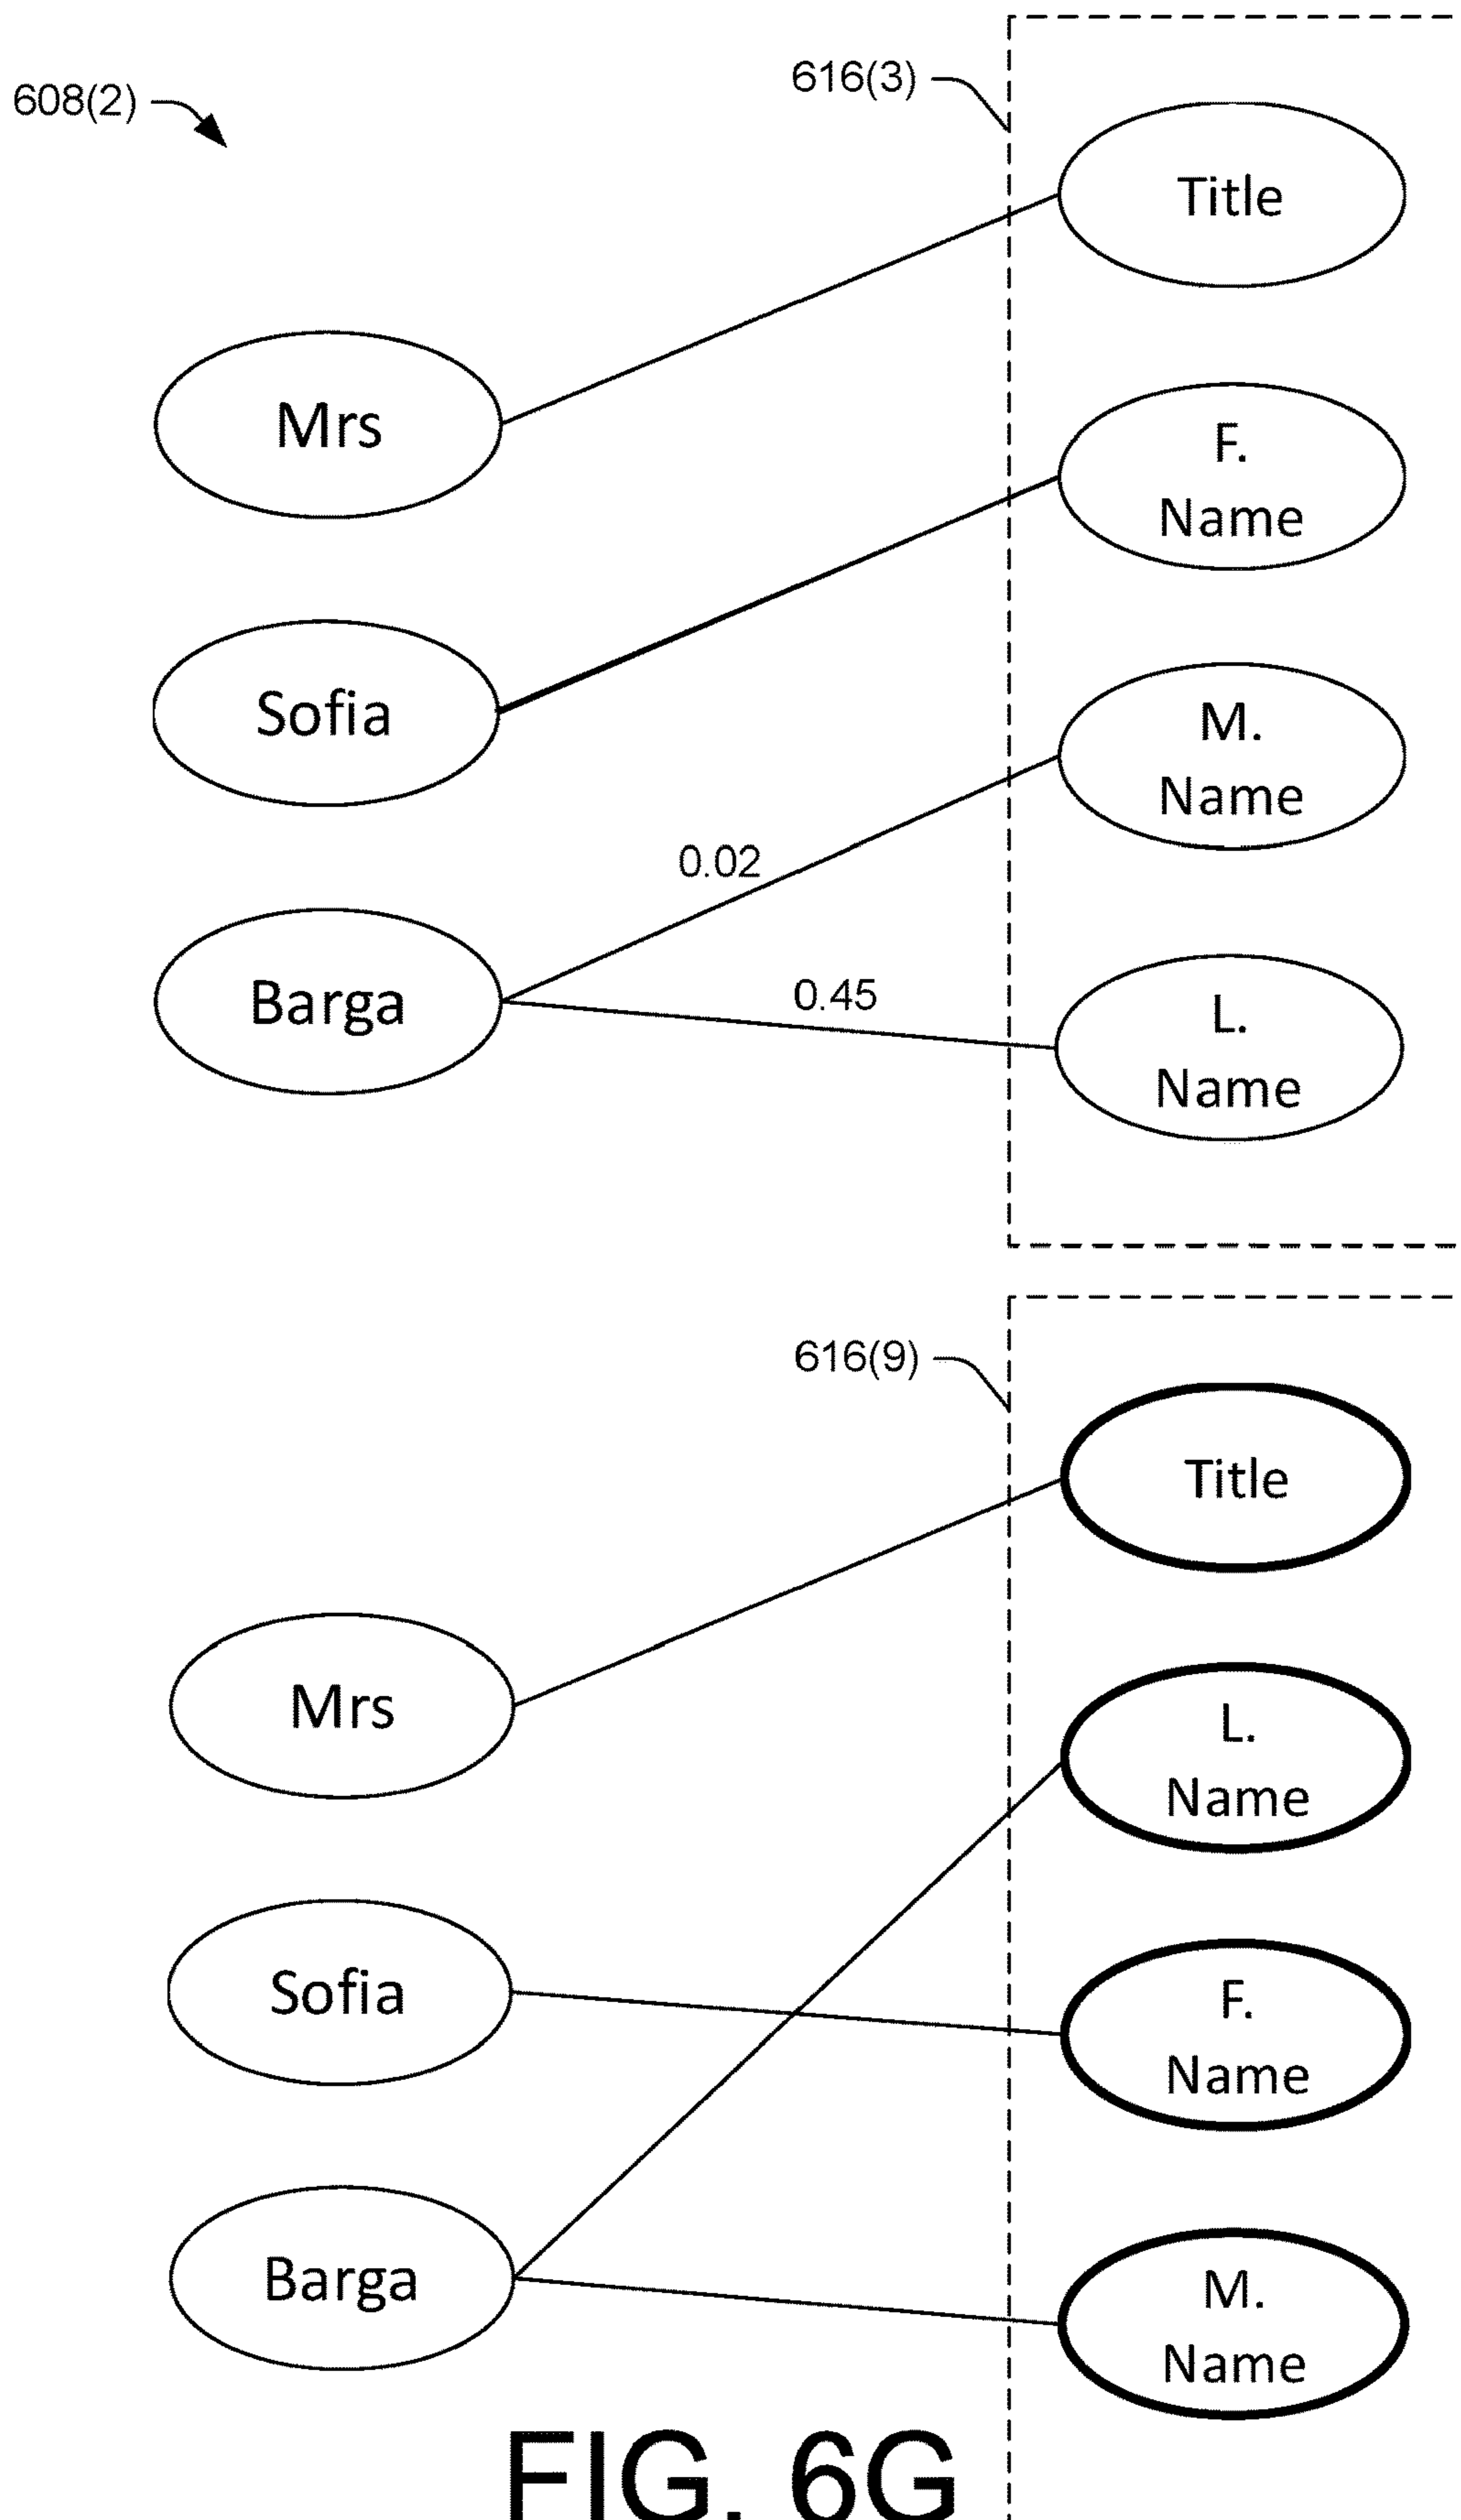 608(2)
616(3)
Title
Mrs
F.
Name
Sofia
M.
Name
0.02
Barga
0.45
L.
Name
616(9)
Title
Mrs
L.
Name
Sofia
F.
Name
Barga
M.
Name
FIG. 6G